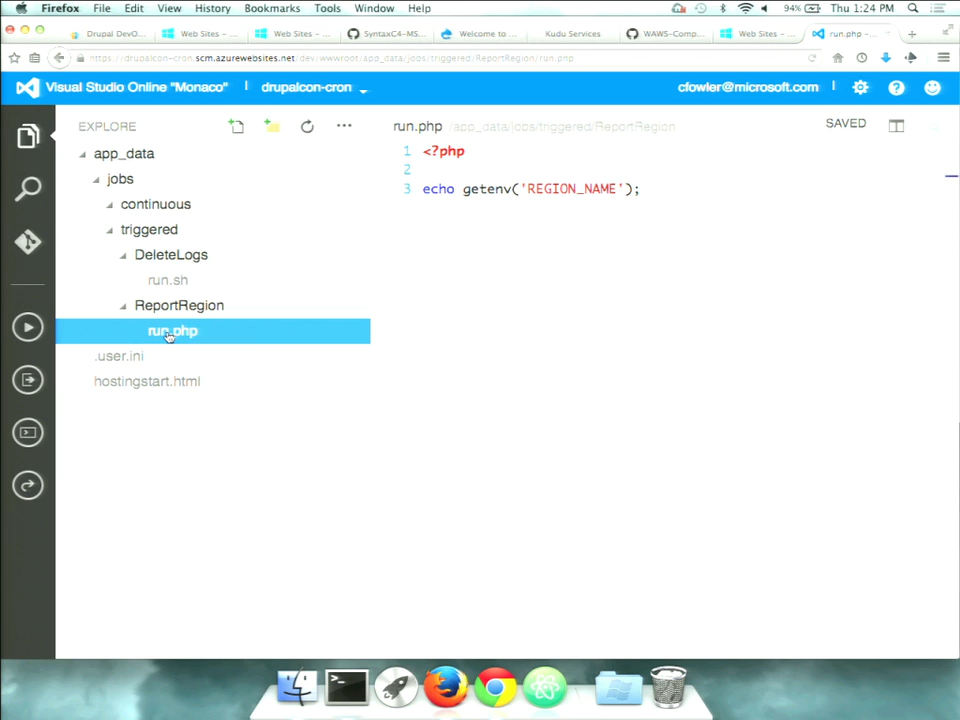 Firefox File Edit View History Bookmarks Tools Window Help 94% Thu 1:24 PM
Drupal DevO... Web Sites – ... Web Sites – ... SyntaxC4–MS... Welcome to ... Kudu Services WAWS–Comp... Web Sites – ... run.php – ...
https://drupalcon-cron.scm.azurewebsites.net/dev/wwwroot/app_data/jobs/triggered/ReportRegion/run.php
Visual Studio Online "Monaco" drupalcon-cron cfowler@microsoft.com
EXPLORE
run.php /app_data/jobs/triggered/ReportRegion SAVED
app_data
jobs
continuous
triggered
DeleteLogs
run.sh
ReportRegion
run.php
.user.ini
hostingstart.html
1 <?php
2
3 echo getenv('REGION_NAME');